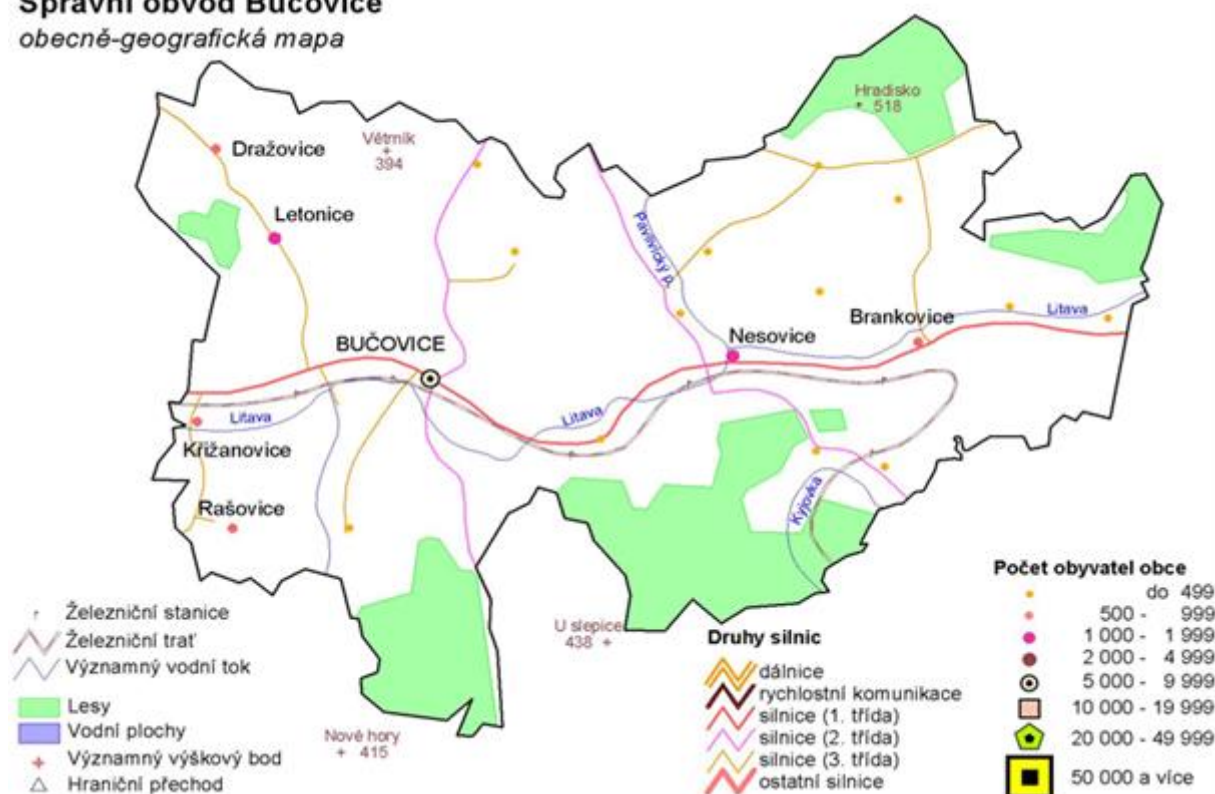 Správní obvod Bučovice
obecně-geografická mapa
Hradisko
518
Větrník
394
Dražovice
Letonice
Pavlovický p.
Brankovice
Litava
Nesovice
BUČOVICE
Litava
Litava
Křižanovice
Kyjovka
Rašovice
U slepice
438
Nové hory
415
Železniční stanice
Železniční trať
Významný vodní tok
Lesy
Vodní plochy
Významný výškový bod
Hraniční přechod
Druhy silnic
dálnice
rychlostní komunikace
silnice (1. třída)
silnice (2. třída)
silnice (3. třída)
ostatní silnice
Počet obyvatel obce
do 499
500 - 999
1 000 - 1 999
2 000 - 4 999
5 000 - 9 999
10 000 - 19 999
20 000 - 49 999
50 000 a více